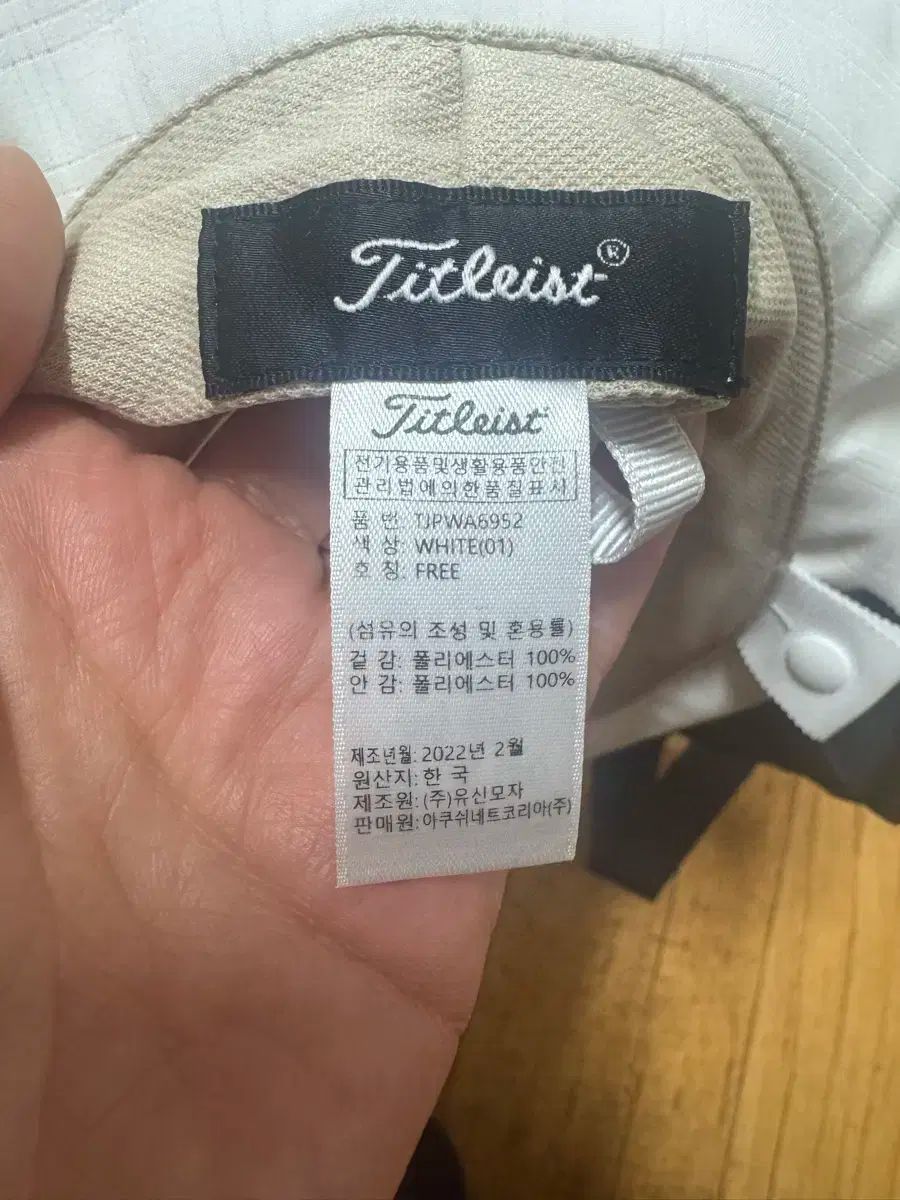 Titleist®
Titleist
전기용품및생활용품안전
관리법에의한품질표시
품 번: TJPWA6952
색 상: WHITE(01)
호 칭: FREE
(섬유의 조성 및 혼용률)
겉 감: 폴리에스터 100%
안 감: 폴리에스터 100%
제조년월: 2022년 2월
원산지: 한 국
제조원: (주)유신모자
판매원: 아쿠쉬네트코리아(주)